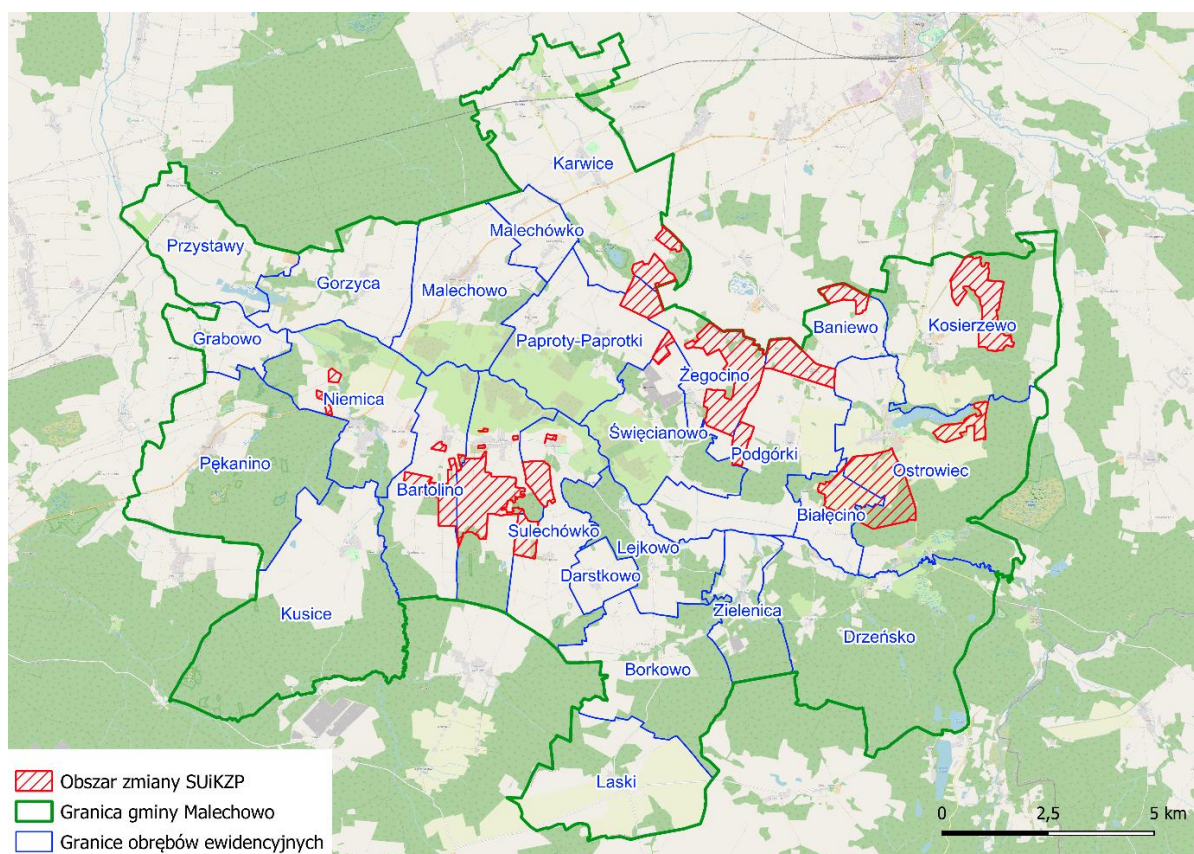 Karwice
Malechówko
Przystawy
Gorzyca
Malechowo
Baniewo
Kosierzewo
Grabowo
Paproty-Paprotki
Żegocino
Niemica
Święcianowo
Podgórki
Pękanino
Ostrowiec
Bartolino
Białęcino
Sulechówko
Lejkowo
Darstkowo
Kusice
Zielenica
Drzeńsko
Borkowo
Laski
Obszar zmiany SUiKZP
Granica gminy Malechowo
Granice obrębów ewidencyjnych
0 2,5 5 km